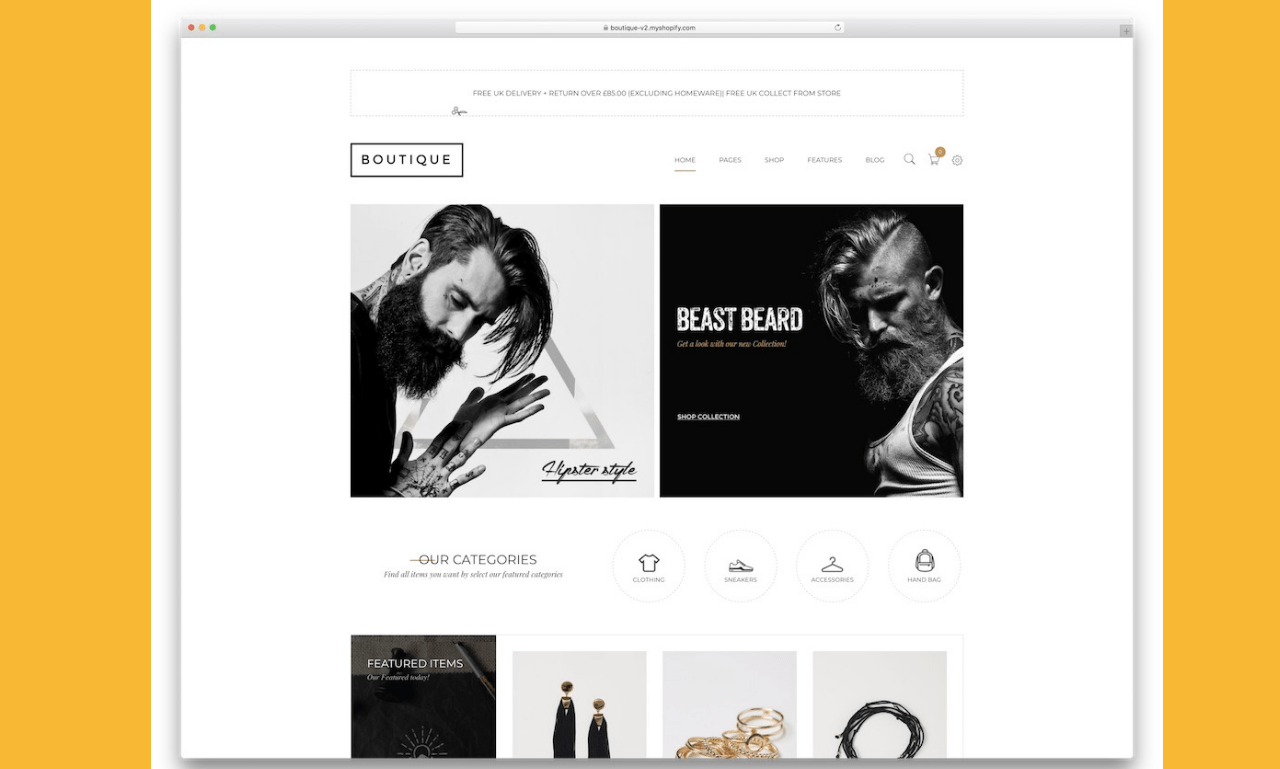 boutique-v2.myshopify.com
FREE UK DELIVERY + RETURN OVER £85.00 (EXCLUDING HOMEWARE)| FREE UK COLLECT FROM STORE
BOUTIQUE
HOME PAGES SHOP FEATURES BLOG
0
BEAST BEARD
Get a look with our new Collection!
SHOP COLLECTION
Hipster style
OUR CATEGORIES
Find all items you want by select our featured categories
CLOTHING
SNEAKERS
ACCESSORIES
HAND BAG
FEATURED ITEMS
Our Featured today!